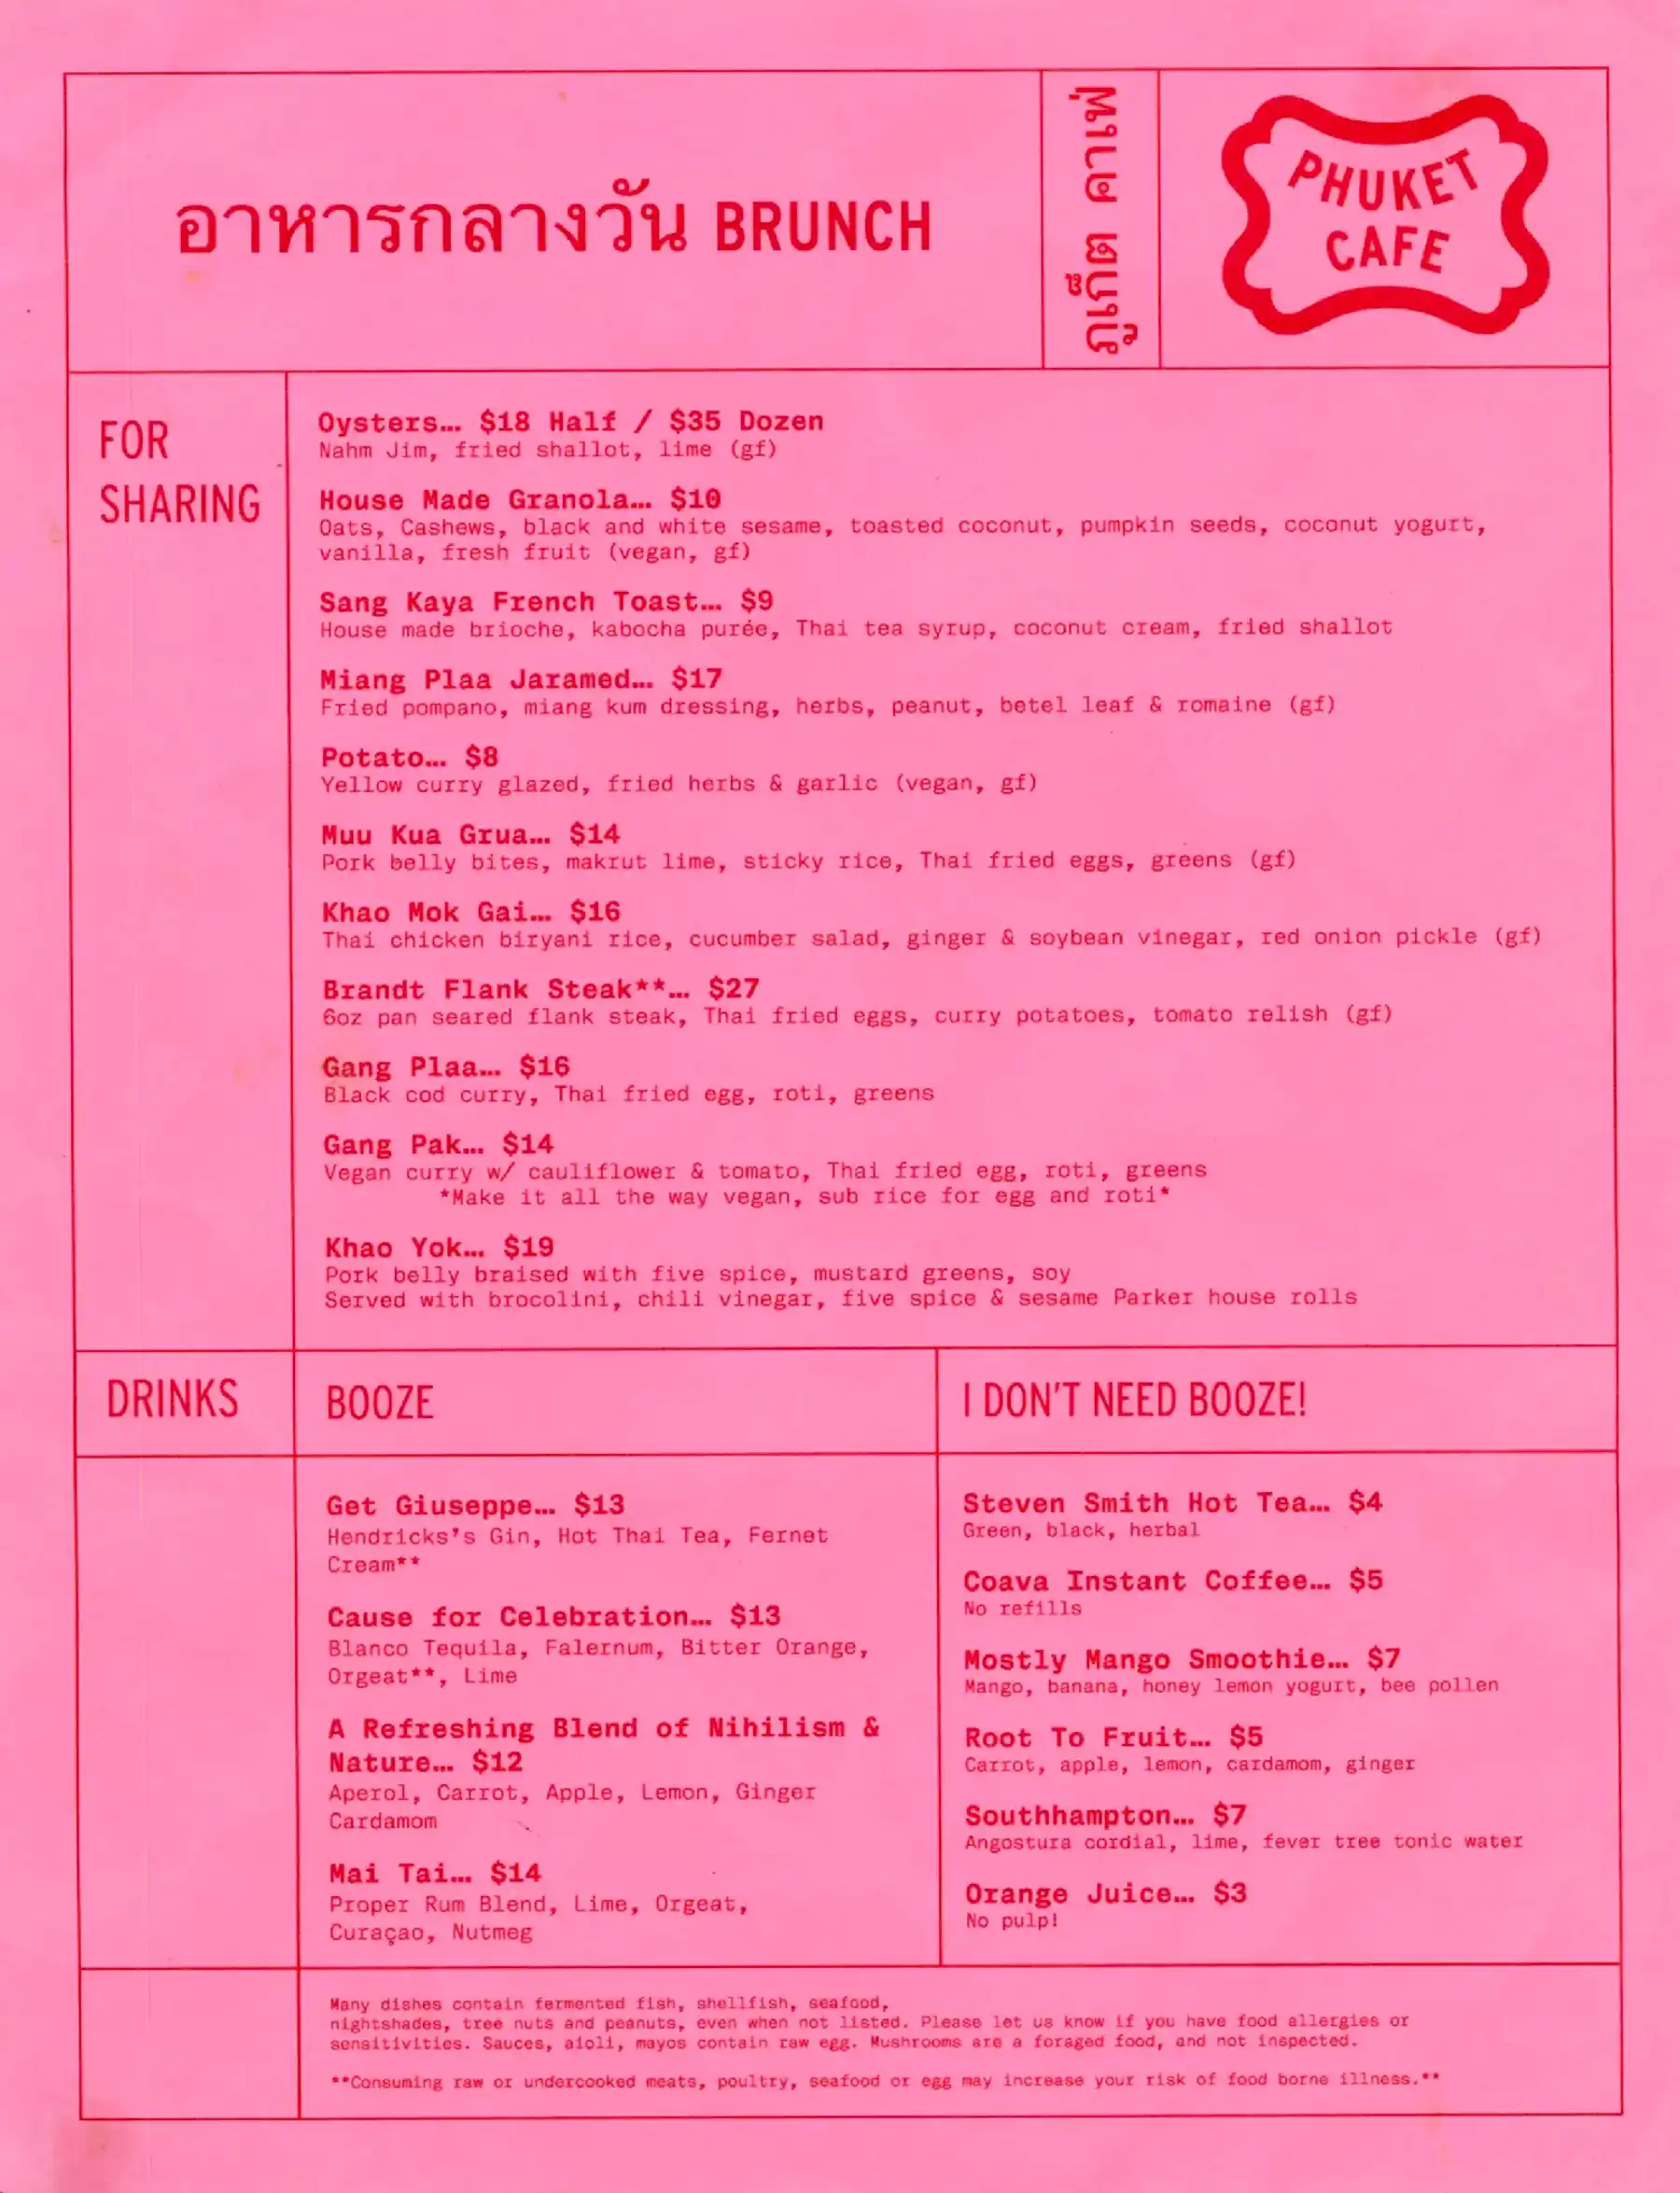 อาหารกลางวัน BRUNCH
ภูเก็ต คาเฟ่
PHUKET
CAFE
FOR
SHARING
Oysters… $18 Half / $35 Dozen
Nahm Jim, fried shallot, lime (gf)
House Made Granola… $10
Oats, Cashews, black and white sesame, toasted coconut, pumpkin seeds, coconut yogurt,
vanilla, fresh fruit (vegan, gf)
Sang Kaya French Toast… $9
House made brioche, kabocha purée, Thai tea syrup, coconut cream, fried shallot
Miang Plaa Jaramed… $17
Fried pompano, miang kum dressing, herbs, peanut, betel leaf & romaine (gf)
Potato… $8
Yellow curry glazed, fried herbs & garlic (vegan, gf)
Muu Kua Grua… $14
Pork belly bites, makrut lime, sticky rice, Thai fried eggs, greens (gf)
Khao Mok Gai… $16
Thai chicken biryani rice, cucumber salad, ginger & soybean vinegar, red onion pickle (gf)
Brandt Flank Steak**… $27
6oz pan seared flank steak, Thai fried eggs, curry potatoes, tomato relish (gf)
Gang Plaa… $16
Black cod curry, Thai fried egg, roti, greens
Gang Pak… $14
Vegan curry w/ cauliflower & tomato, Thai fried egg, roti, greens
*Make it all the way vegan, sub rice for egg and roti*
Khao Yok… $19
Pork belly braised with five spice, mustard greens, soy
Served with brocolini, chili vinegar, five spice & sesame Parker house rolls
DRINKS
BOOZE
Get Giuseppe… $13
Hendricks's Gin, Hot Thai Tea, Fernet
Cream**
Cause for Celebration… $13
Blanco Tequila, Falernum, Bitter Orange,
Orgeat**, Lime
A Refreshing Blend of Nihilism &
Nature… $12
Aperol, Carrot, Apple, Lemon, Ginger
Cardamom
Mai Tai… $14
Proper Rum Blend, Lime, Orgeat,
Curaçao, Nutmeg
I DON'T NEED BOOZE!
Steven Smith Hot Tea… $4
Green, black, herbal
Coava Instant Coffee… $5
No refills
Mostly Mango Smoothie… $7
Mango, banana, honey lemon yogurt, bee pollen
Root To Fruit… $5
Carrot, apple, lemon, cardamom, ginger
Southhampton… $7
Angostura cordial, lime, fever tree tonic water
Orange Juice… $3
No pulp!
Many dishes contain fermented fish, shellfish, seafood,
nightshades, tree nuts and peanuts, even when not listed. Please let us know if you have food allergies or
sensitivities. Sauces, aioli, mayos contain raw egg. Mushrooms are a foraged food, and not inspected.
**Consuming raw or undercooked meats, poultry, seafood or egg may increase your risk of food borne illness.**